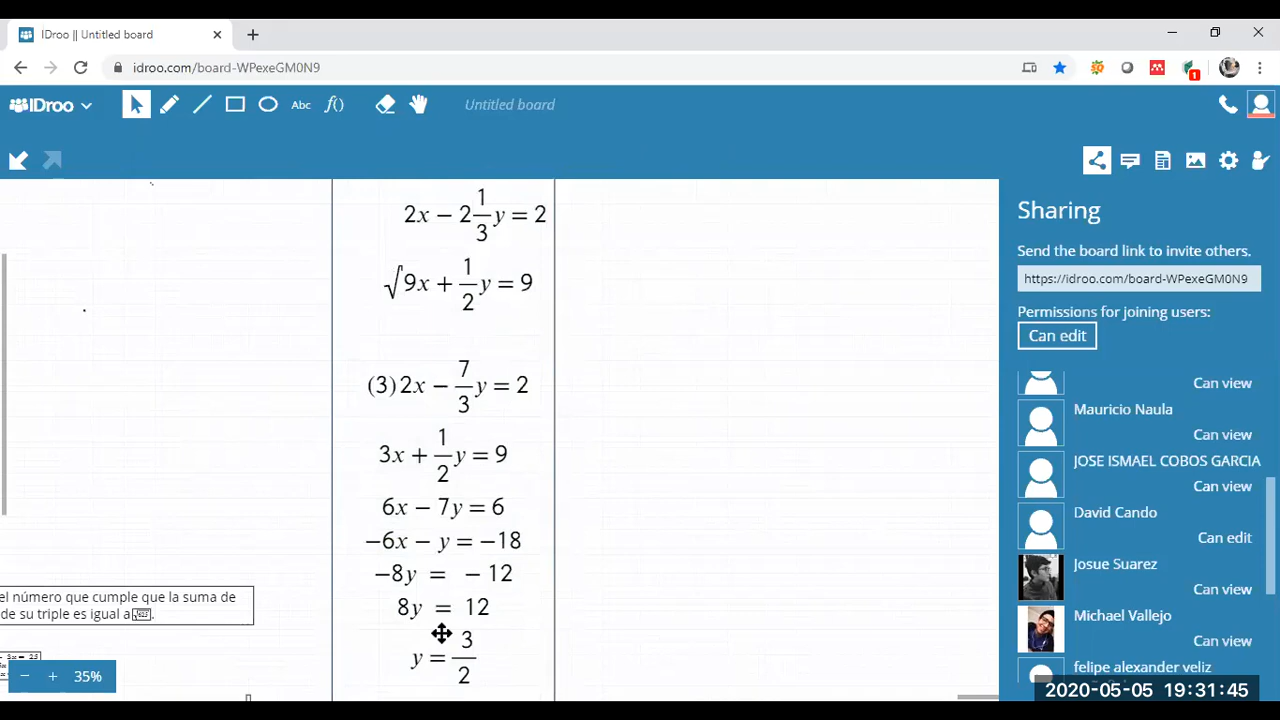 IDroo || Untitled board
idroo.com/board-WPexeGM0N9
1
IDroo
Abc
f()
Untitled board
2x − 2 1/3 y = 2
√9x + 1/2 y = 9
(3)2x − 7/3 y = 2
3x + 1/2 y = 9
6x − 7y = 6
−6x − y = −18
−8y = − 12
8y = 12
y = 3/2
el número que cumple que la suma de
de su triple es igual a
35%
Sharing
Send the board link to invite others.
https://idroo.com/board-WPexeGM0N9
Permissions for joining users:
Can edit
Can view
Mauricio Naula
Can view
JOSE ISMAEL COBOS GARCIA
Can view
David Cando
Can edit
Josue Suarez
Can view
Michael Vallejo
Can view
felipe alexander veliz
2020-05-05 19:31:45